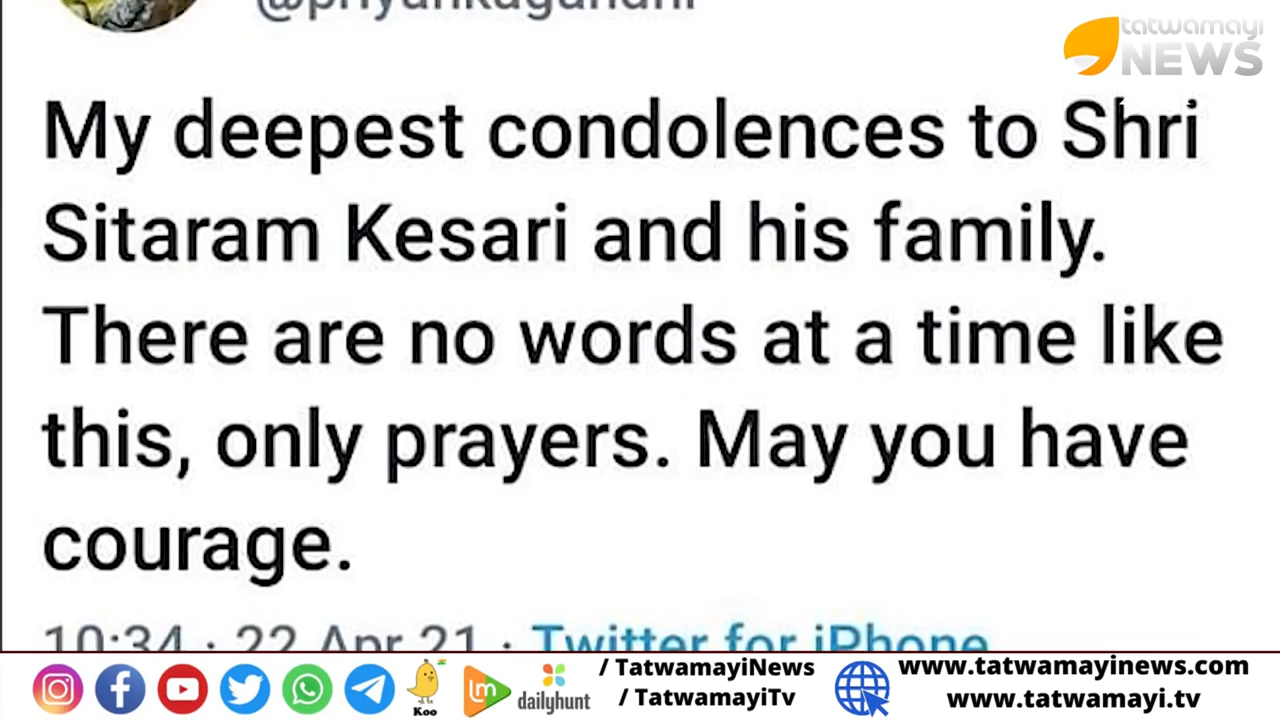 @priyankagandhi
tatwamayi
NEWS
My deepest condolences to Shri
Sitaram Kesari and his family.
There are no words at a time like
this, only prayers. May you have
courage.
10:34 · 22 Apr 21 · Twitter for iPhone
Koo
lm
dailyhunt
/ TatwamayiNews
/ TatwamayiTv
www.tatwamayinews.com
www.tatwamayi.tv